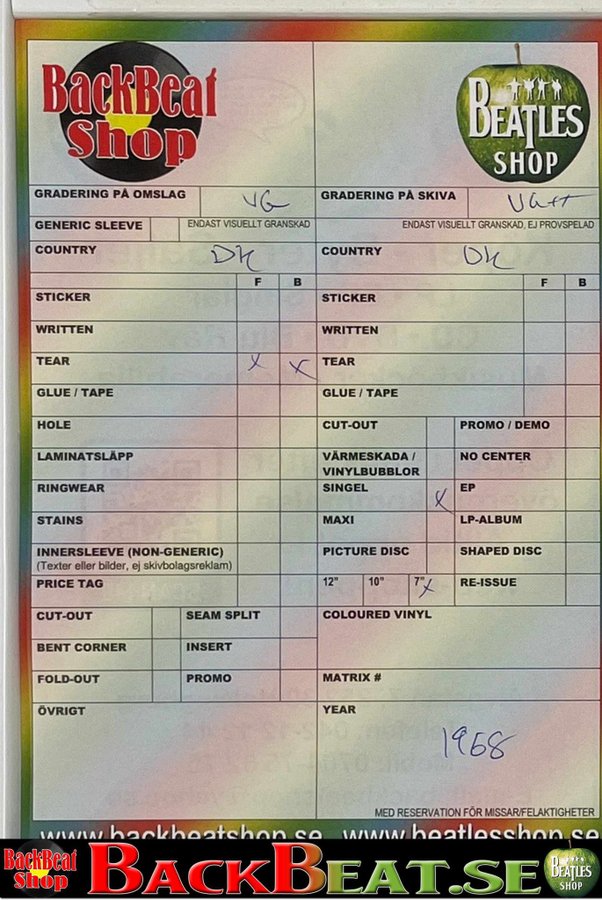 BackBeat
Shop
BEATLES
SHOP
GRADERING PÅ OMSLAG VG
GRADERING PÅ SKIVA VG++
GENERIC SLEEVE
ENDAST VISUELLT GRANSKAD
ENDAST VISUELLT GRANSKAD, EJ PROVSPELAD
COUNTRY DK
COUNTRY DK
F B
F B
STICKER
STICKER
WRITTEN
WRITTEN
TEAR X X
TEAR
GLUE / TAPE
GLUE / TAPE
HOLE
CUT-OUT
PROMO / DEMO
LAMINATSLÄPP
VÄRMESKADA /
VINYLBUBBLOR
NO CENTER
RINGWEAR
SINGEL X
EP
STAINS
MAXI
LP-ALBUM
INNERSLEEVE (NON-GENERIC)
(Texter eller bilder, ej skivbolagsreklam)
PICTURE DISC
SHAPED DISC
PRICE TAG
12" 10" 7" X
RE-ISSUE
CUT-OUT
SEAM SPLIT
COLOURED VINYL
BENT CORNER
INSERT
FOLD-OUT
PROMO
MATRIX #
ÖVRIGT
YEAR
1968
MED RESERVATION FÖR MISSAR/FELAKTIGHETER
www.backbeatshop.se www.beatlesshop.se
BackBeat
Shop
BACKBEAT.SE
BEATLES
SHOP